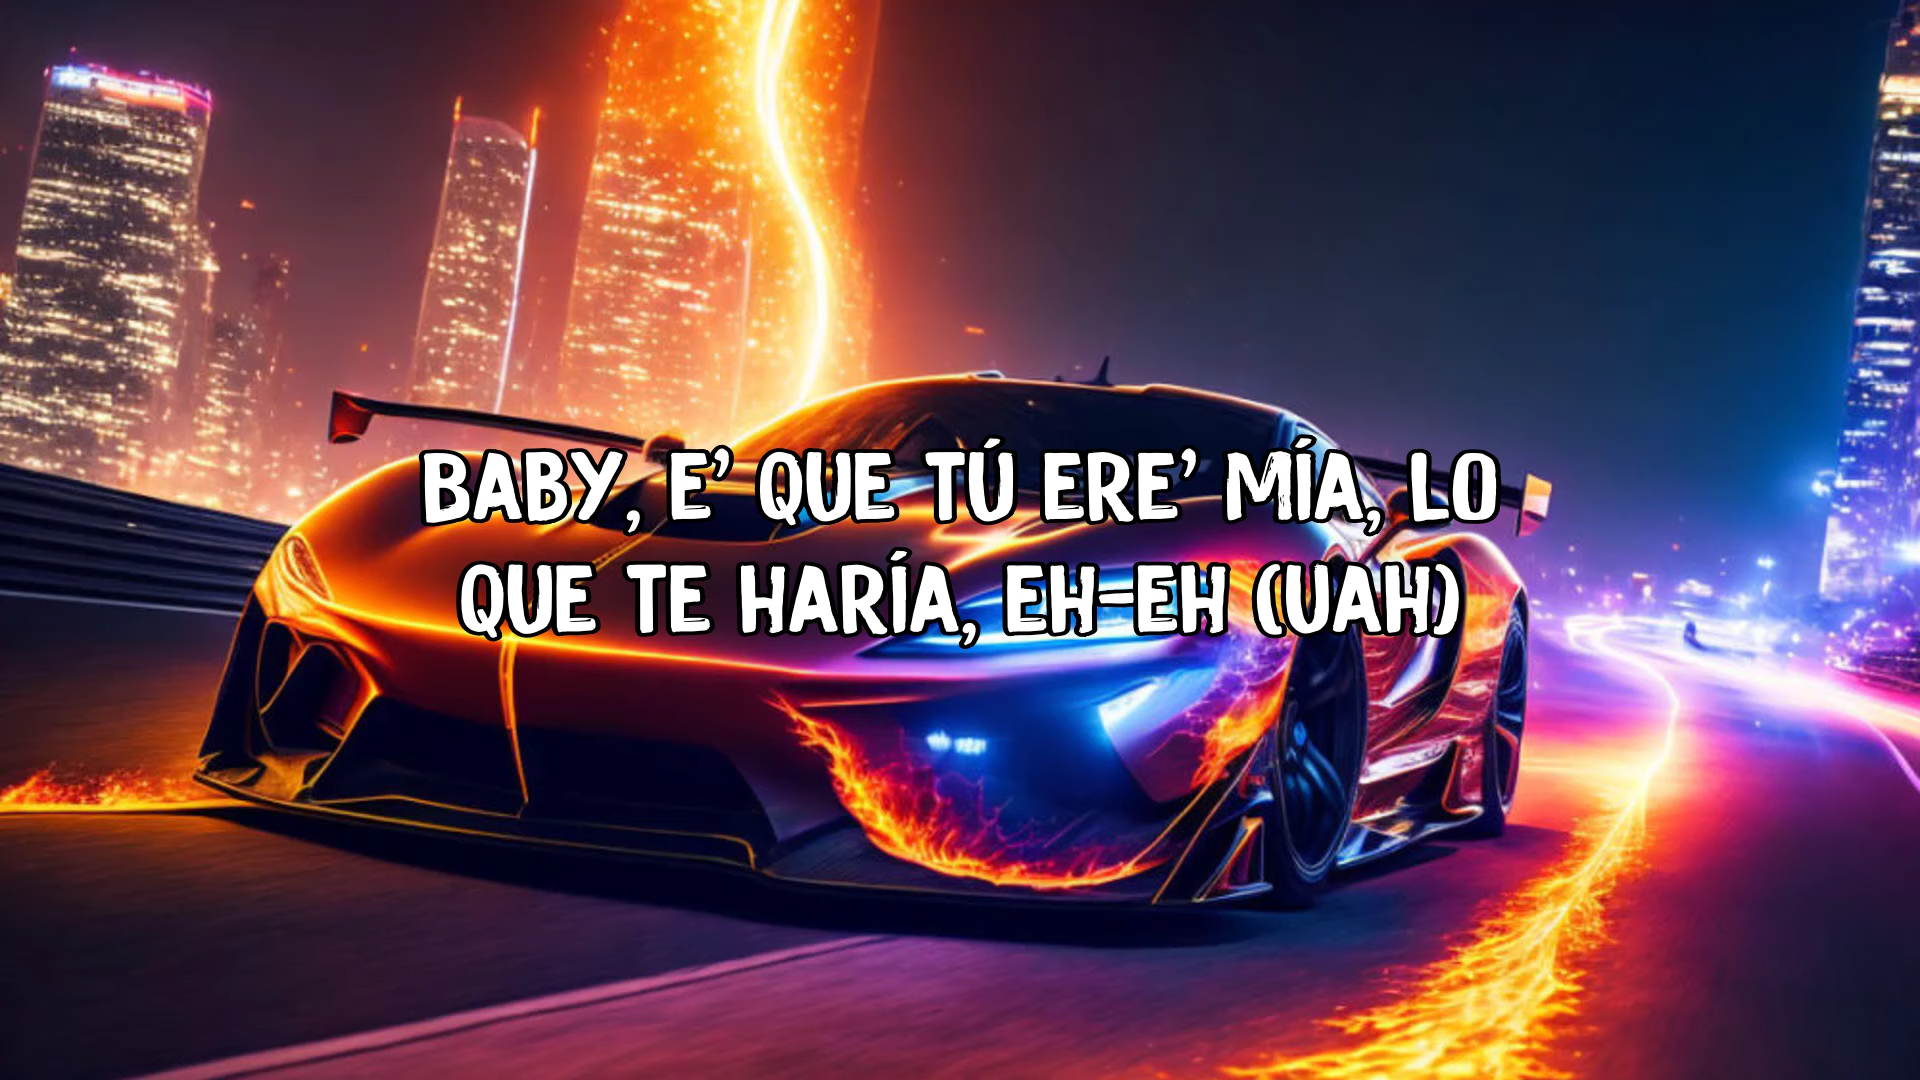 BABY, E’ QUE TÚ ERE’ MÍA, LO
QUE TE HARÍA, EH-EH (UAH)